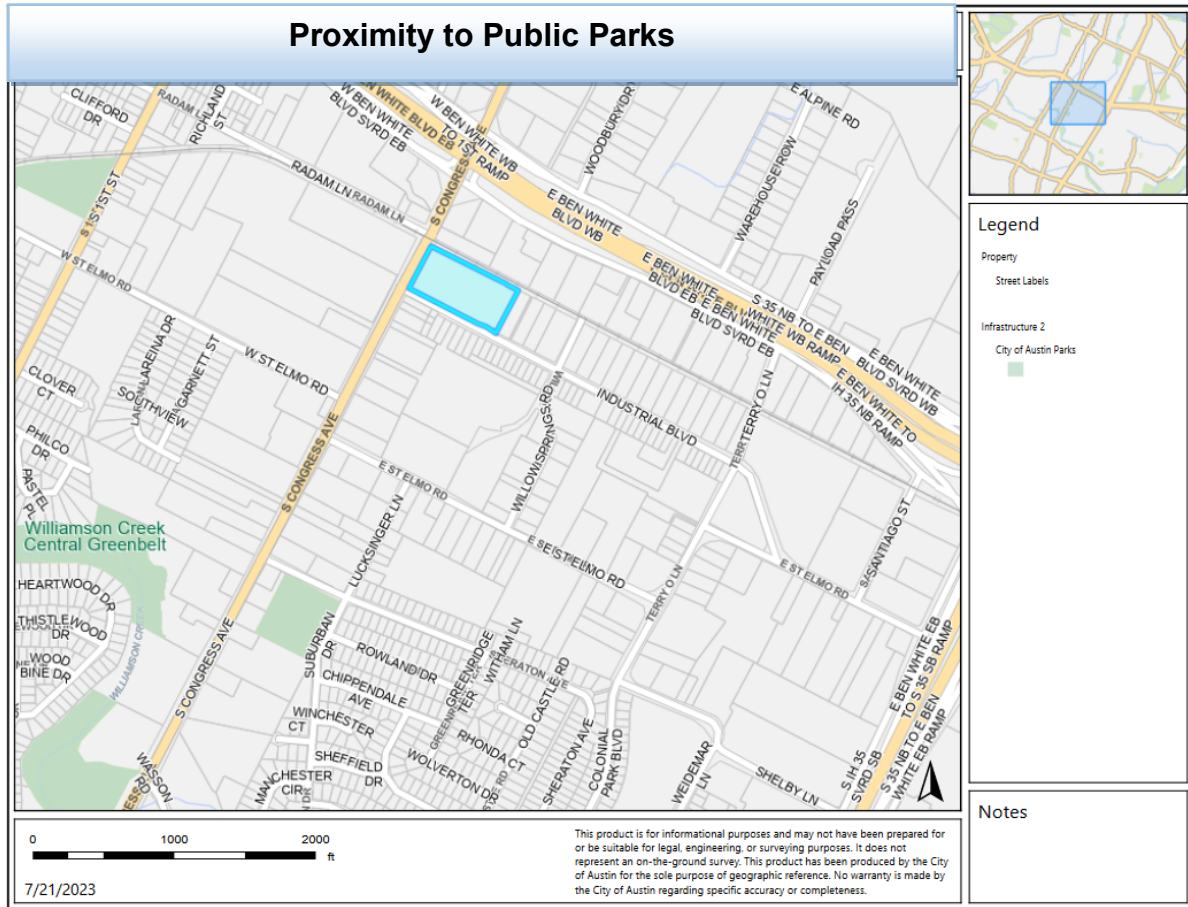 Proximity to Public Parks
CLIFFORD
DR
RADAM LN
RICHLAND
ST
W BEN WHITE
BLVD SVRD EB
W BEN WHITE WB
TO 1ST RAMP
S CONGRESS
WOODBURY DR
E ALPINE RD
WAREHOUSE ROW
PAYLOAD PASS
RADAM LN
RADAM LN
S 1ST ST
W ST ELMO RD
E BEN WHITE
BLVD WB
E BEN WHITE
BLVD EB
E BEN WHITE
BLVD SVRD EB
WHITE WB RAMP
S 35 NB TO E BEN
E BEN WHITE
BLVD SVRD WB
E BEN WHITE TO
IH 35 NB RAMP
LAREINA DR
GARNETT ST
W ST ELMO RD
CLOVER
CT
SOUTHVIEW
PHILCO
DR
PASTEL
PL
S CONGRESS AVE
WILLOW SPRINGS RD
INDUSTRIAL BLVD
TERRY O LN
E ST ELMO RD
LUCKSINGER LN
E ST ELMO RD
TERRY O LN
E ST ELMO RD
SANTIAGO ST
Williamson Creek
Central Greenbelt
HEARTWOOD DR
THISTLEWOOD
DR
WOOD
BINE DR
WILLIAMSON CREEK
S CONGRESS AVE
SUBURBAN
DR
ROWLAND DR
CHIPPENDALE
AVE
GREENRIDGE
TER
WITHAM LN
OLD CASTLE RD
WINCHESTER
CT
RHONDA CT
SHEFFIELD
DR
WOLVERTON DR
MANCHESTER
CIR
SHERATON AVE
COLONIAL
PARK BLVD
WEIDEMAR
LN
SHELBY LN
WASSON
RD
S IH 35
SVRD SB
E BEN WHITE EB
TO S 35 SB RAMP
S 35 NB TO E BEN
WHITE EB RAMP
Legend
Property
Street Labels
Infrastructure 2
City of Austin Parks
Notes
0 1000 2000
ft
7/21/2023
This product is for informational purposes and may not have been prepared for
or be suitable for legal, engineering, or surveying purposes. It does not
represent an on-the-ground survey. This product has been produced by the City
of Austin for the sole purpose of geographic reference. No warranty is made by
the City of Austin regarding specific accuracy or completeness.